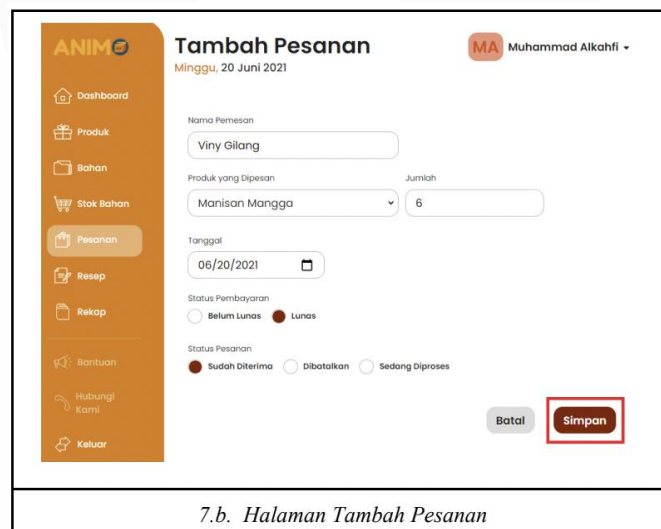 ANIMO
Tambah Pesanan
Minggu, 20 Juni 2021
MA Muhammad Alkahfi
Dashboard
Produk
Bahan
Stok Bahan
Pesanan
Resep
Rekap
Bantuan
Hubungi
Kami
Keluar
Nama Pemesan
Viny Gilang
Produk yang Dipesan Jumlah
Manisan Mangga 6
Tanggal
06/20/2021
Status Pembayaran
Belum Lunas Lunas
Status Pesanan
Sudah Diterima Dibatalkan Sedang Diproses
Batal Simpan
7.b. Halaman Tambah Pesanan